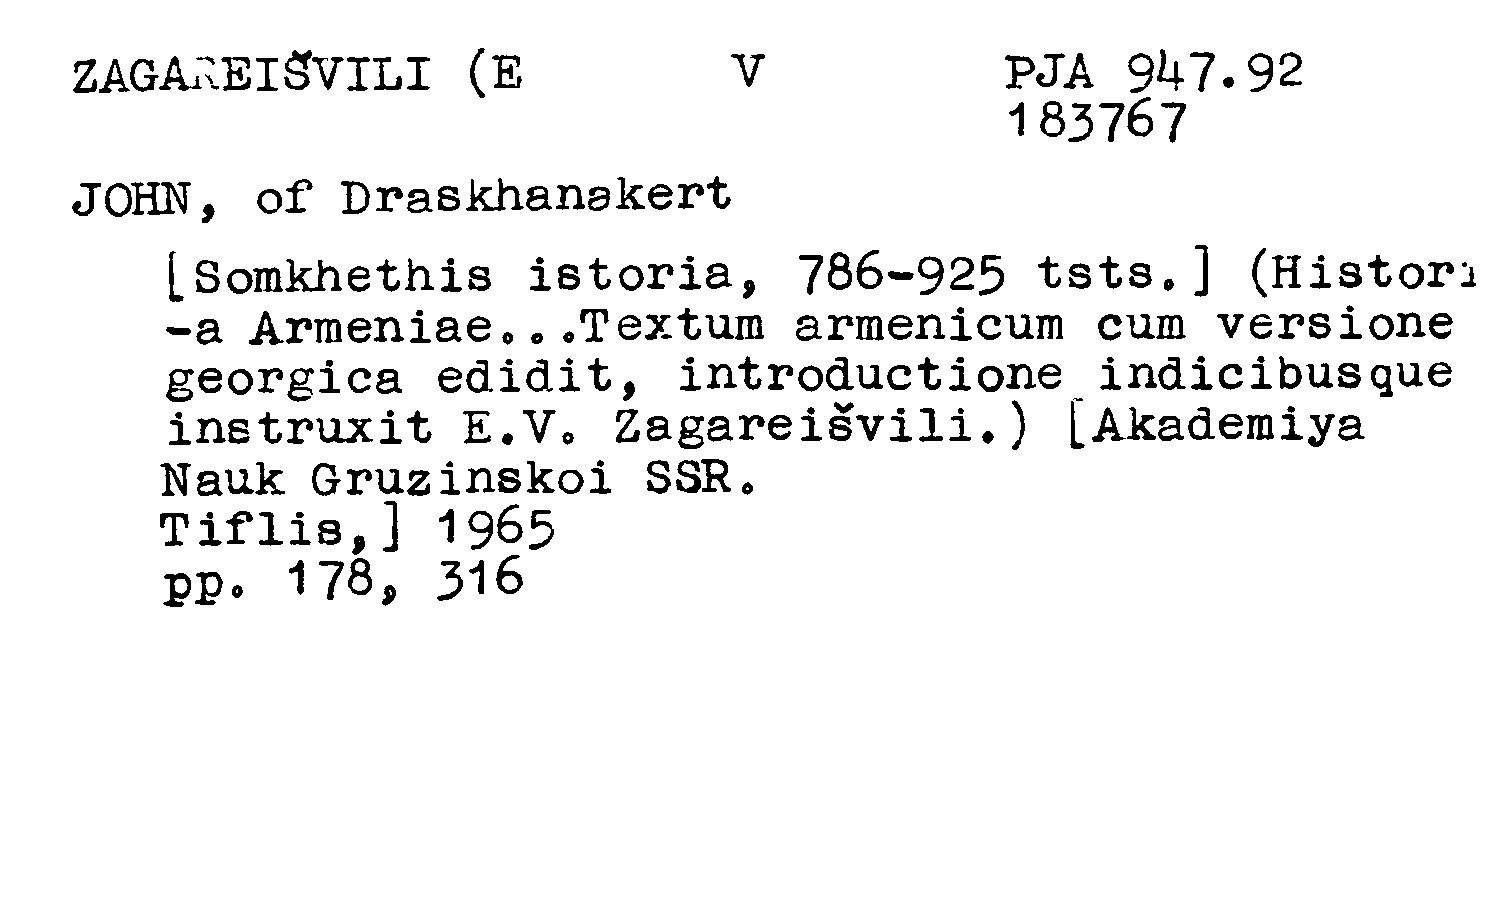 ZAGAREIŠVILI (E V PJA 947.92
183767
JOHN, of Draskhanakert
[Somkhethis istoria, 786-925 tsts.] (Histori
-a Armeniae...Textum armenicum cum versione
georgica edidit, introductione indicibusque
instruxit E.V. Zagareišvili.) [Akademiya
Nauk Gruzinskoi SSR.
Tiflis,] 1965
pp. 178, 316